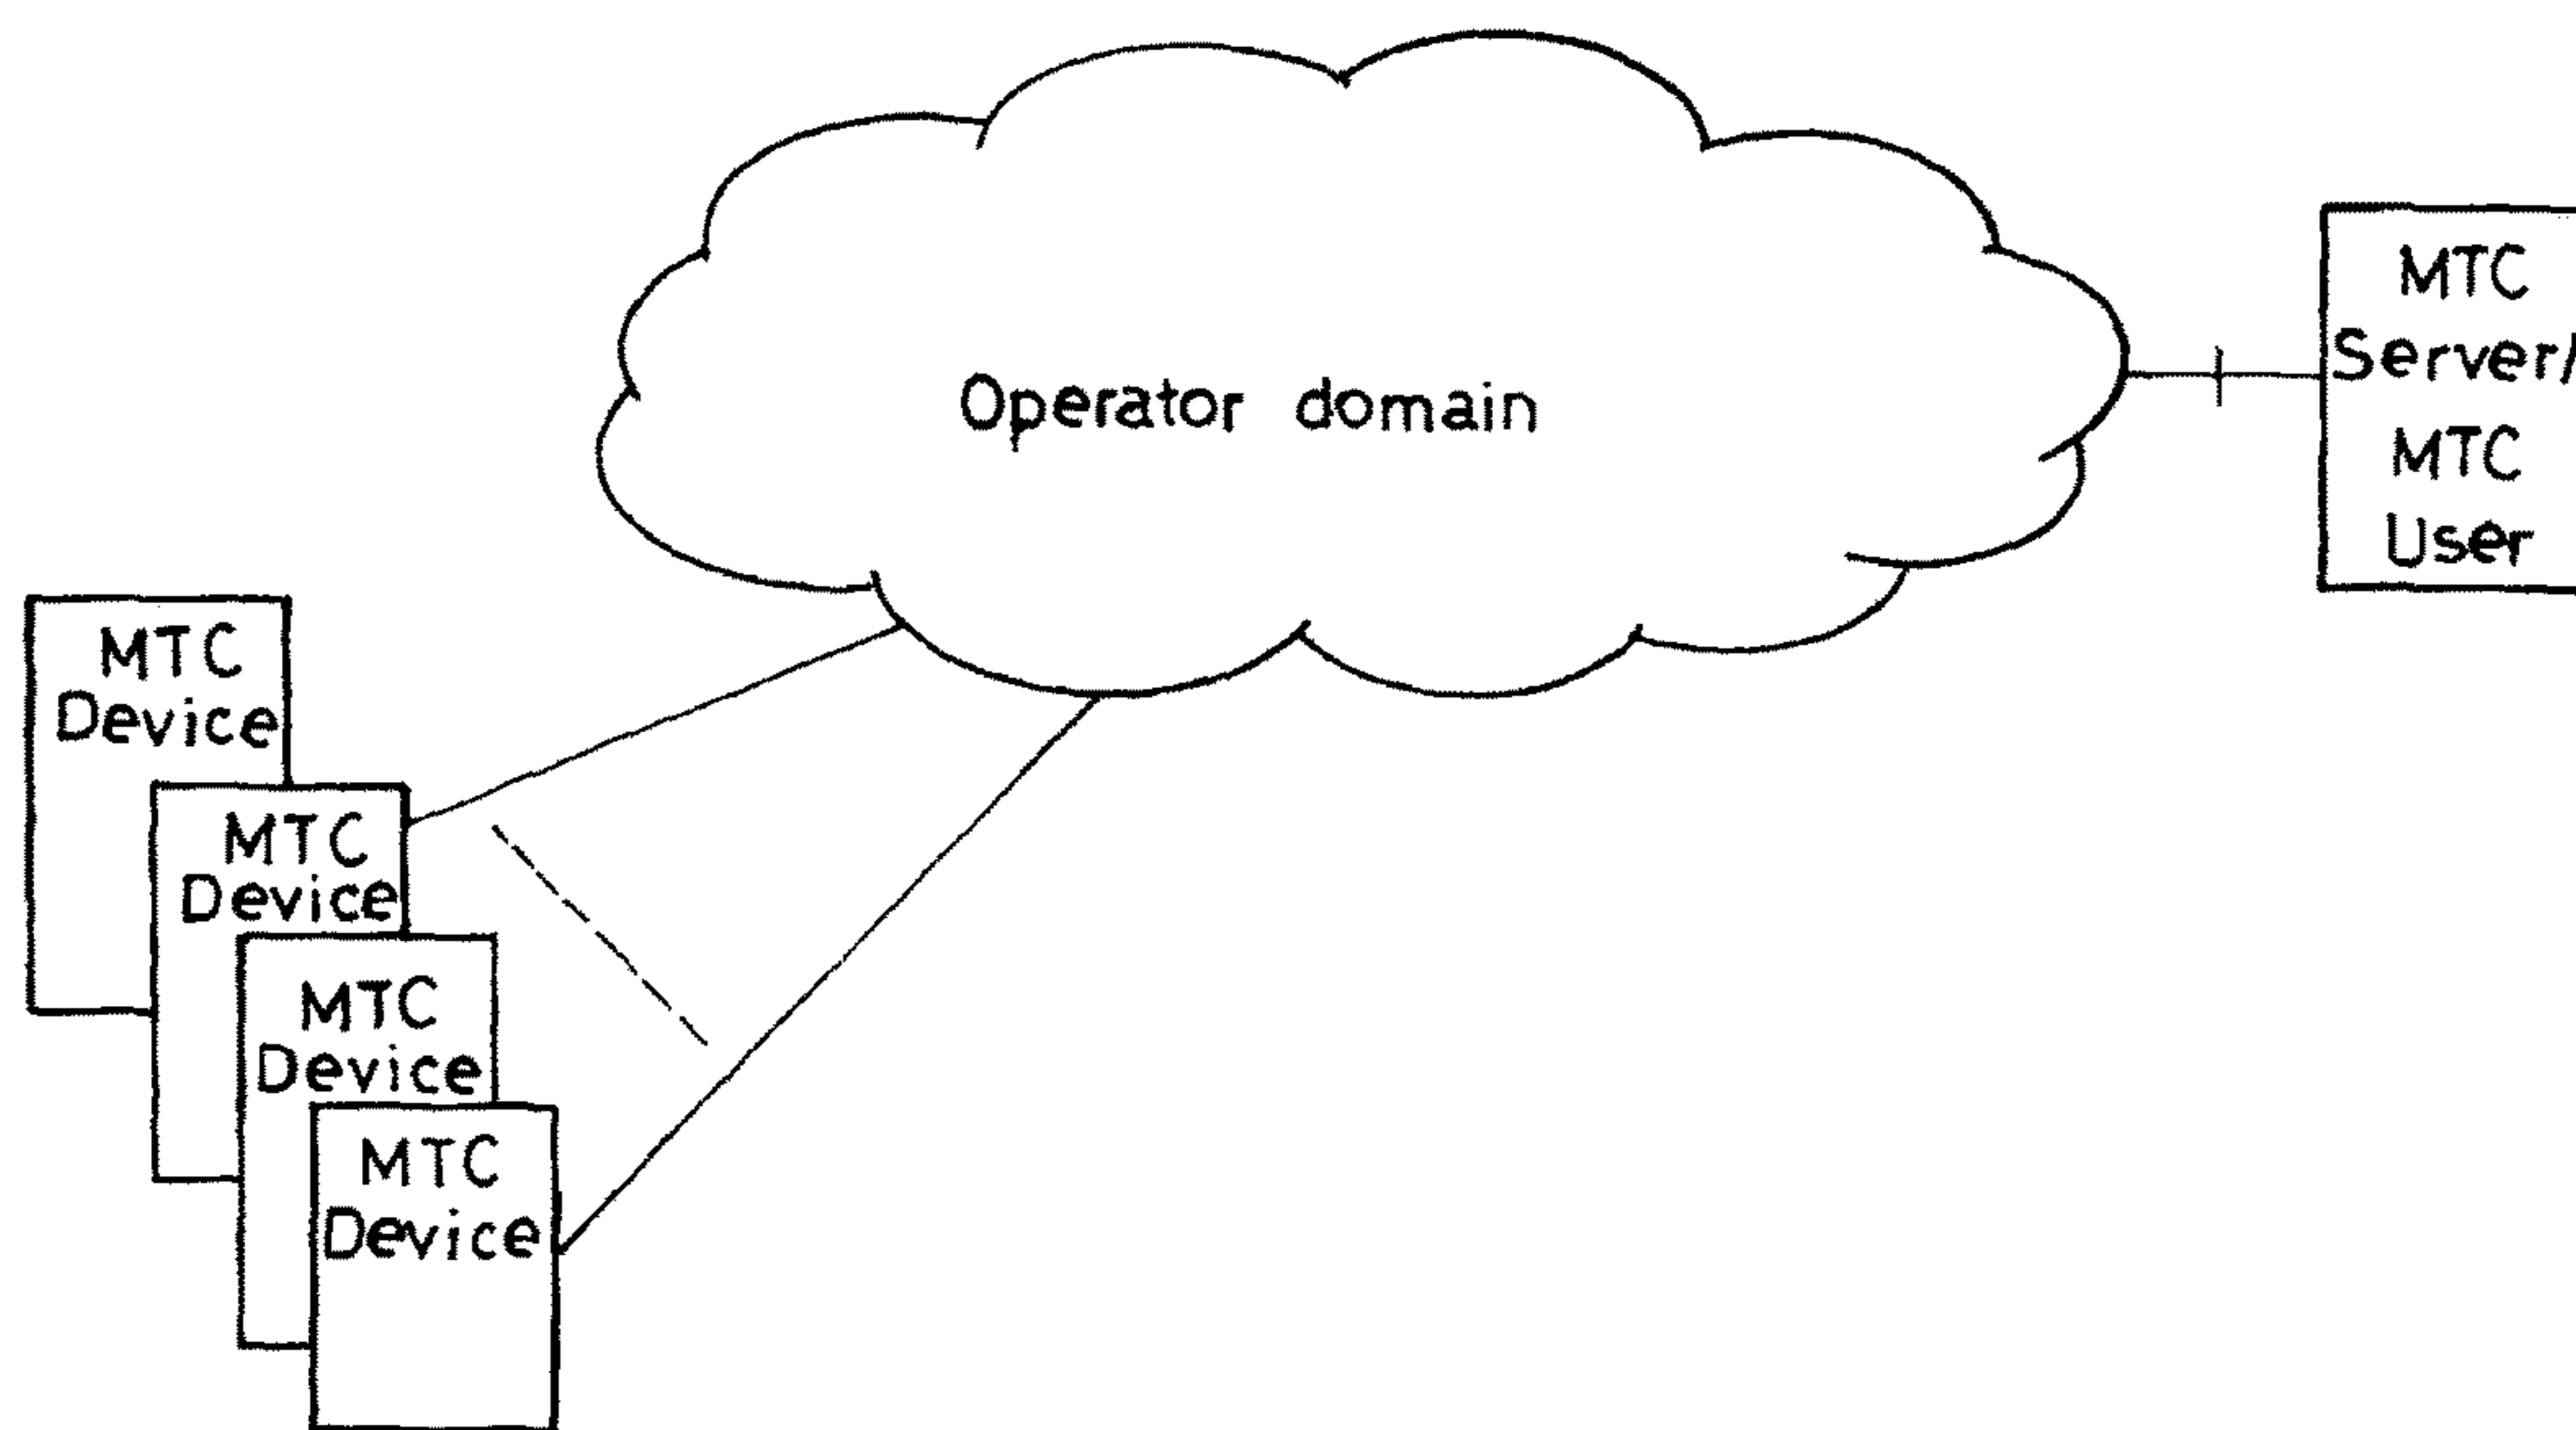 Operator domain
MTC
Server/
MTC
User
MTC
Device
MTC
Device
MTC
Device
MTC
Device